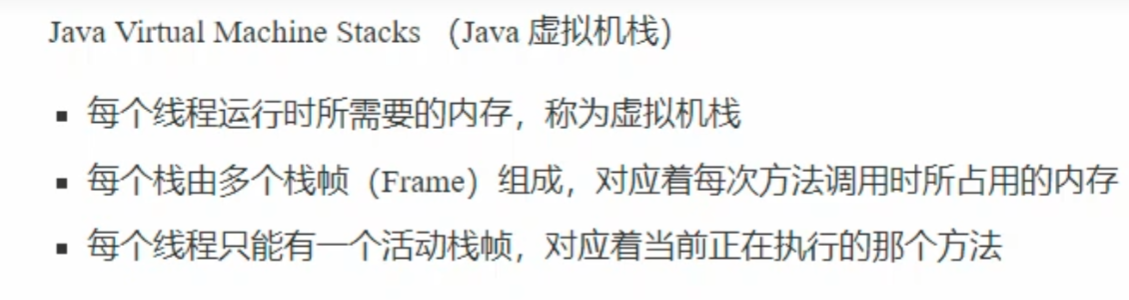 Java Virtual Machine Stacks （Java 虚拟机栈）
▪ 每个线程运行时所需要的内存，称为虚拟机栈
▪ 每个栈由多个栈帧（Frame）组成，对应着每次方法调用时所占用的内存
▪ 每个线程只能有一个活动栈帧，对应着当前正在执行的那个方法